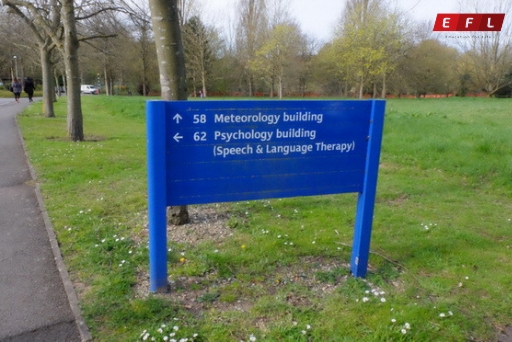 EFL
↑ 58 Meteorology building
← 62 Psychology building
(Speech & Language Therapy)